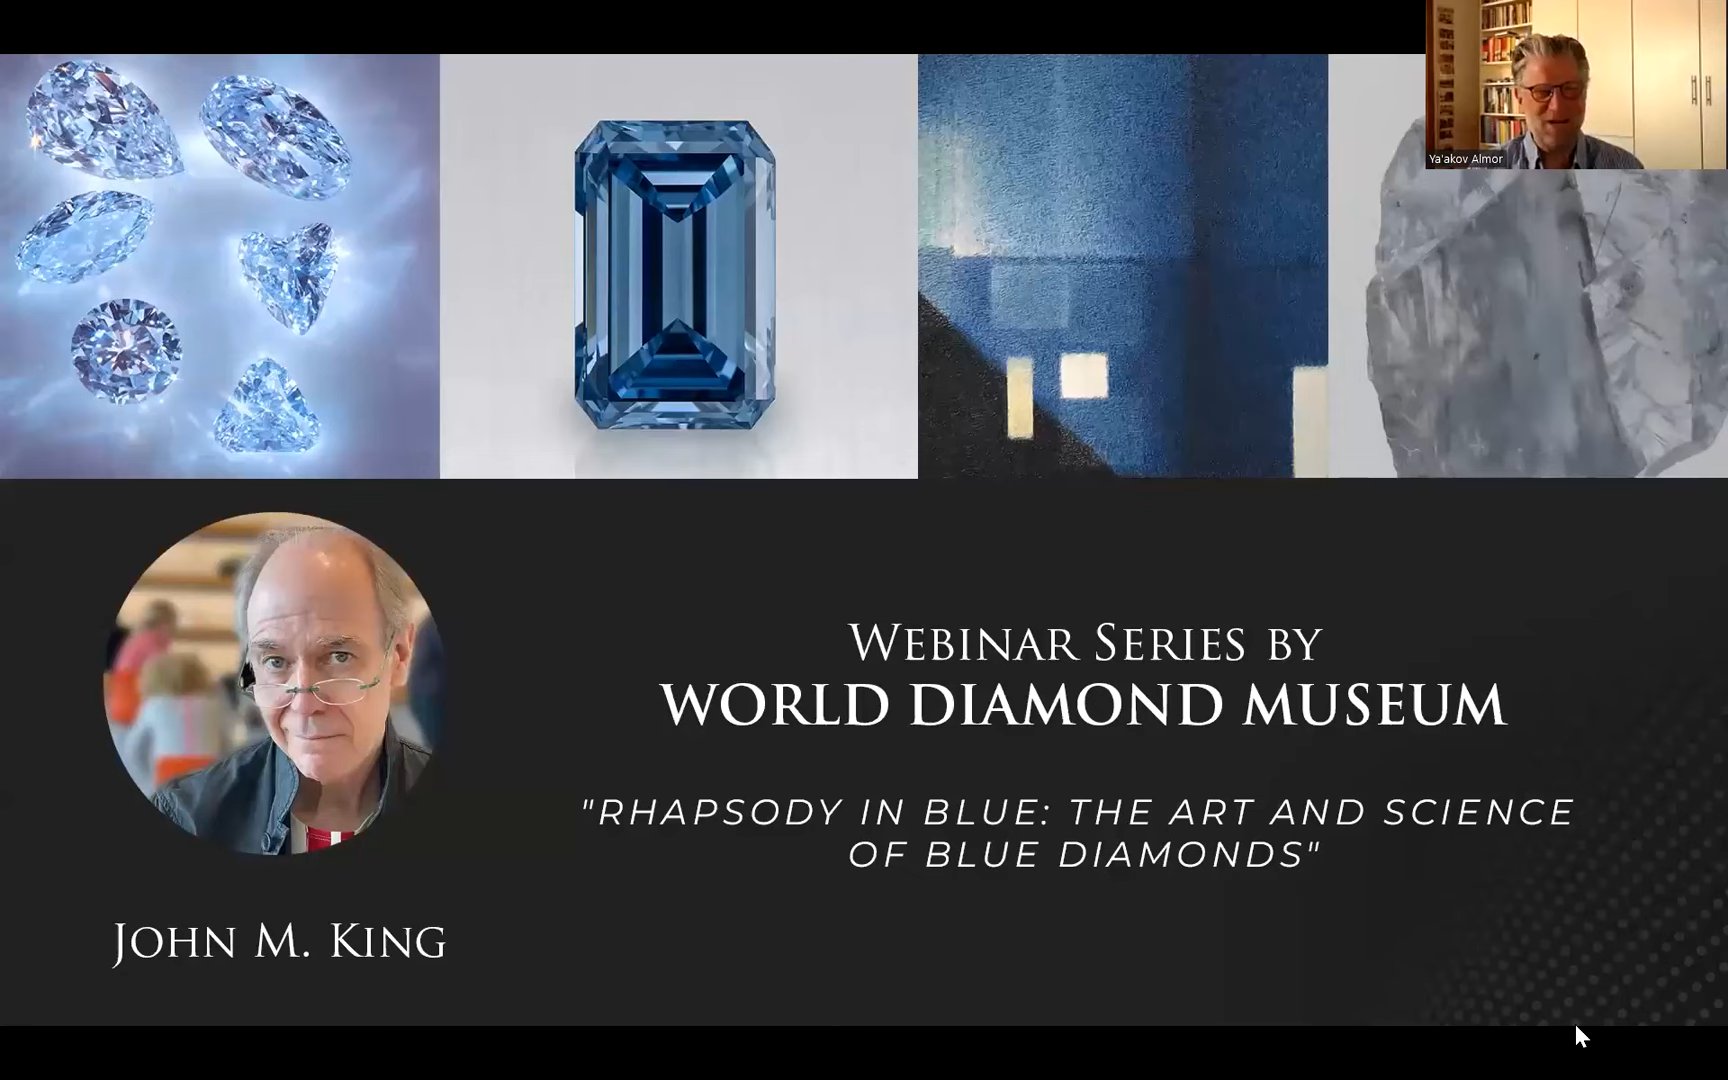 Ya'akov Almor
WEBINAR SERIES BY
WORLD DIAMOND MUSEUM
"RHAPSODY IN BLUE: THE ART AND SCIENCE
OF BLUE DIAMONDS"
JOHN M. KING